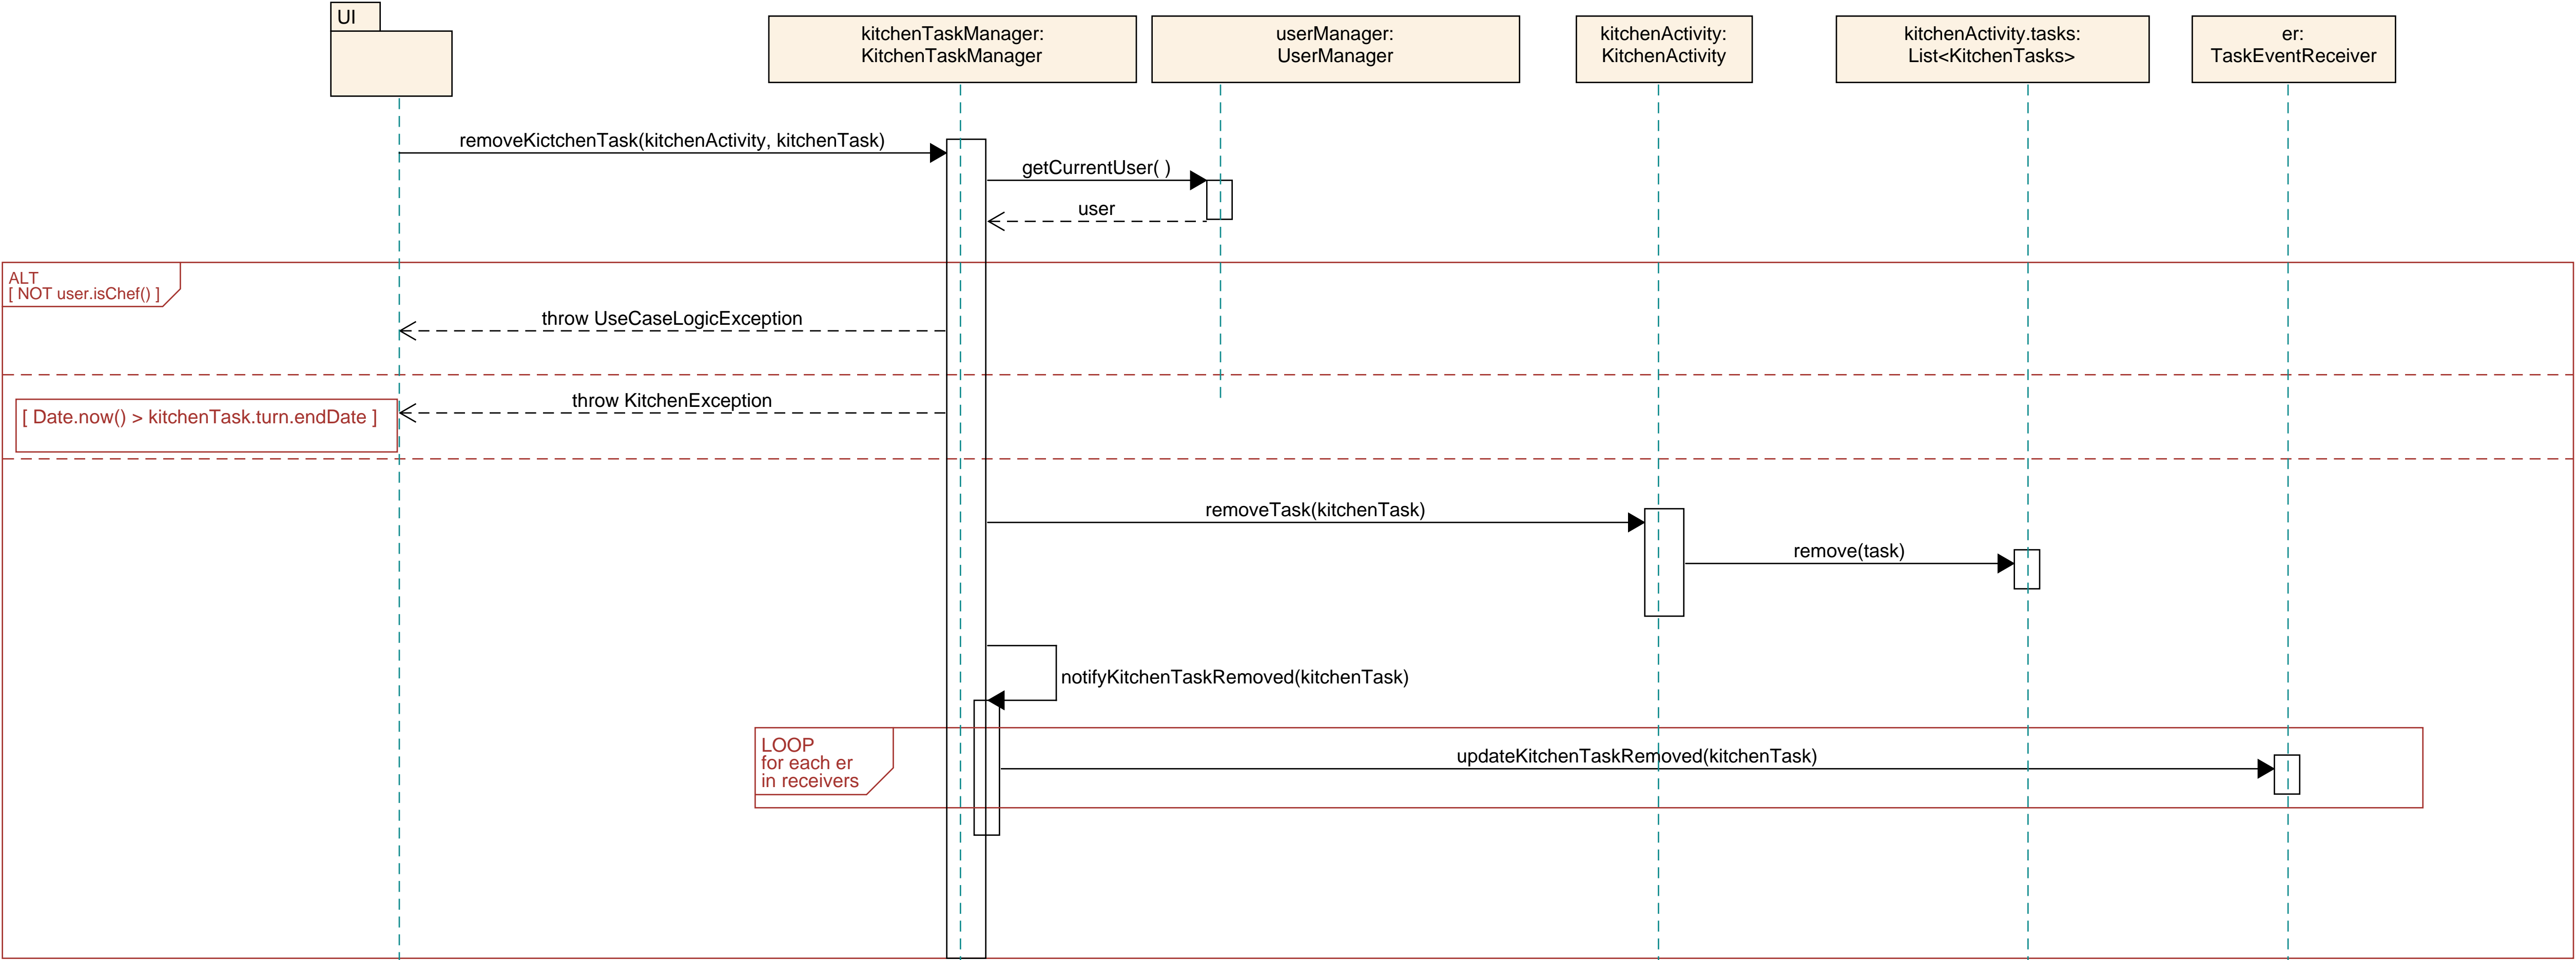 UI
kitchenTaskManager:
KitchenTaskManager
userManager:
UserManager
kitchenActivity:
KitchenActivity
kitchenActivity.tasks:
List<KitchenTasks>
er:
TaskEventReceiver
removeKictchenTask(kitchenActivity, kitchenTask)
getCurrentUser( )
user
ALT
[ NOT user.isChef() ]
throw UseCaseLogicException
throw KitchenException
[ Date.now() > kitchenTask.turn.endDate ]
removeTask(kitchenTask)
remove(task)
notifyKitchenTaskRemoved(kitchenTask)
LOOP
for each er
in receivers
updateKitchenTaskRemoved(kitchenTask)